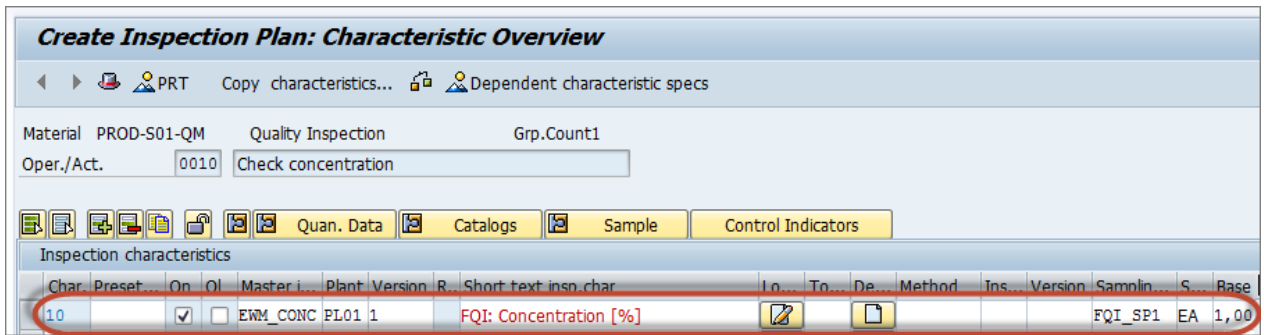 Create Inspection Plan: Characteristic Overview
PRT Copy characteristics... Dependent characteristic specs
Material PROD-S01-QM Quality Inspection Grp.Count1
Oper./Act. 0010 Check concentration
Quan. Data Catalogs Sample Control Indicators
Inspection characteristics
Char. Preset... On Ol Master i... Plant Version R.. Short text insp.char Lo... To... De... Method Ins... Version Samplin... S... Base
10 EWM_CONC PL01 1 FQI: Concentration [%] FQI_SP1 EA 1,00